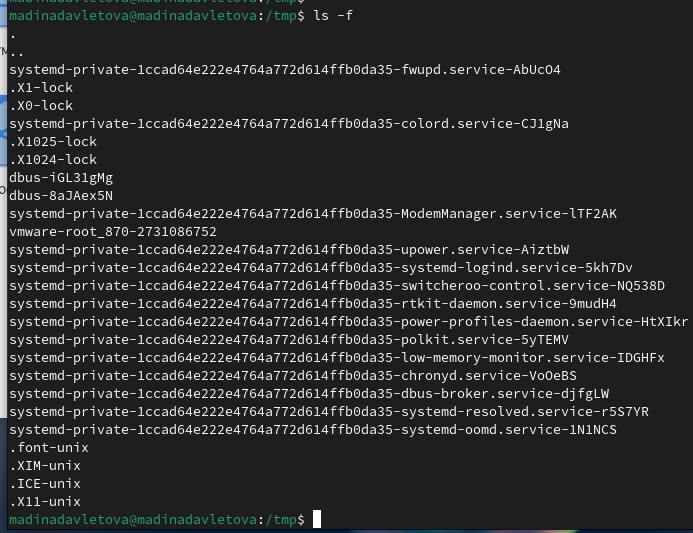 madinadavletova@madinadavletova:/tmp$ ls -f
.
..
systemd-private-1ccad64e222e4764a772d614ffb0da35-fwupd.service-AbUcO4
.X1-lock
.X0-lock
systemd-private-1ccad64e222e4764a772d614ffb0da35-colord.service-CJ1gNa
.X1025-lock
.X1024-lock
dbus-iGL31gMg
dbus-8aJAex5N
systemd-private-1ccad64e222e4764a772d614ffb0da35-ModemManager.service-lTF2AK
vmware-root_870-2731086752
systemd-private-1ccad64e222e4764a772d614ffb0da35-upower.service-AiztbW
systemd-private-1ccad64e222e4764a772d614ffb0da35-systemd-logind.service-5kh7Dv
systemd-private-1ccad64e222e4764a772d614ffb0da35-switcheroo-control.service-NQ538D
systemd-private-1ccad64e222e4764a772d614ffb0da35-rtkit-daemon.service-9mudH4
systemd-private-1ccad64e222e4764a772d614ffb0da35-power-profiles-daemon.service-HtXIkr
systemd-private-1ccad64e222e4764a772d614ffb0da35-polkit.service-5yTEMV
systemd-private-1ccad64e222e4764a772d614ffb0da35-low-memory-monitor.service-IDGHFx
systemd-private-1ccad64e222e4764a772d614ffb0da35-chronyd.service-VoOeBS
systemd-private-1ccad64e222e4764a772d614ffb0da35-dbus-broker.service-djfgLW
systemd-private-1ccad64e222e4764a772d614ffb0da35-systemd-resolved.service-r5S7YR
systemd-private-1ccad64e222e4764a772d614ffb0da35-systemd-oomd.service-1N1NCS
.font-unix
.XIM-unix
.ICE-unix
.X11-unix
madinadavletova@madinadavletova:/tmp$